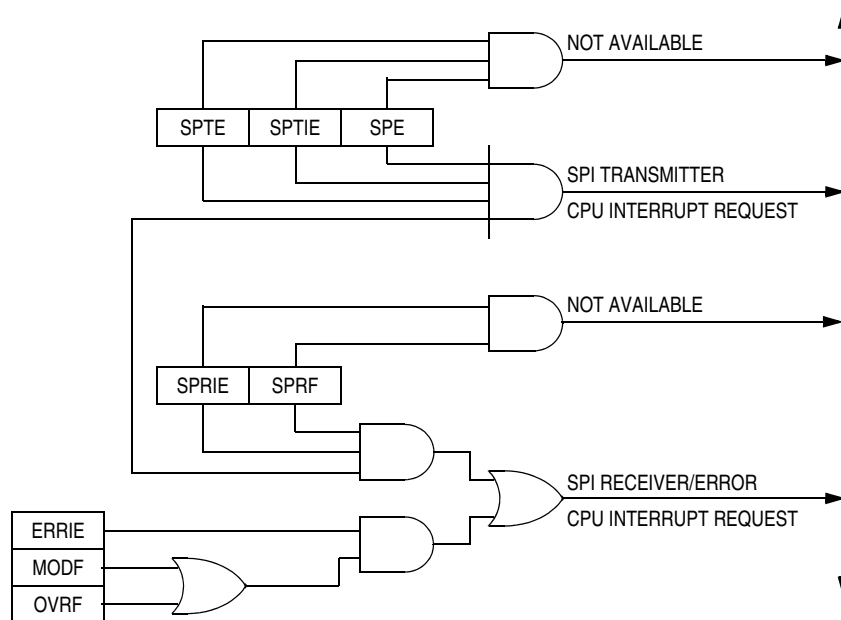 NOT AVAILABLE
SPTE SPTIE SPE
SPI TRANSMITTER
CPU INTERRUPT REQUEST
NOT AVAILABLE
SPRIE SPRF
SPI RECEIVER/ERROR
CPU INTERRUPT REQUEST
ERRIE
MODF
OVRF